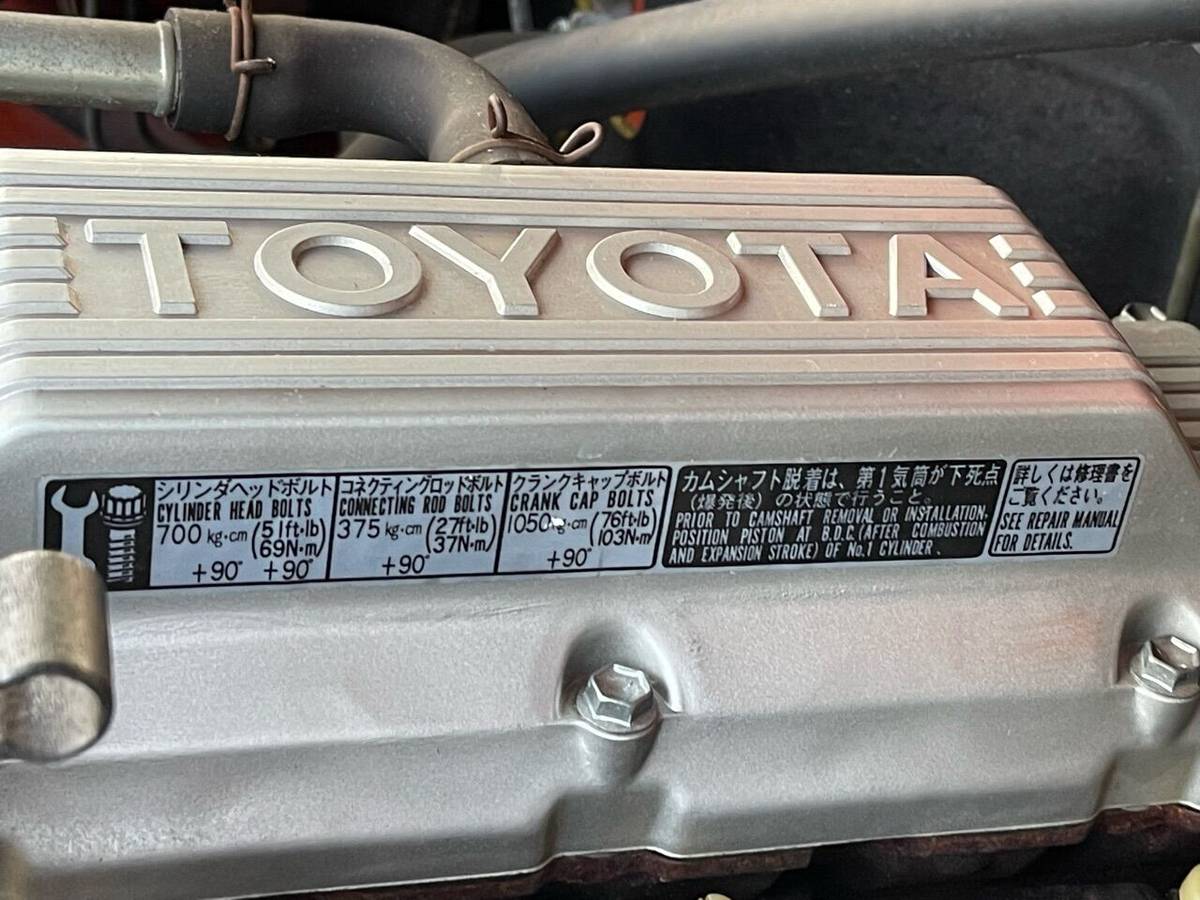 TOYOTA
シリンダヘッドボルト
CYLINDER HEAD BOLTS
700 kg·cm (51ft·lb)
(69N·m)
+90° +90°
コネクティングロッドボルト
CONNECTING ROD BOLTS
375 kg·cm (27ft·lb)
(37N·m)
+90°
クランクキャップボルト
CRANK CAP BOLTS
1050kg·cm (76ft·lb)
(103N·m)
+90°
カムシャフト脱着は、第1気筒が下死点
(爆発後)の状態で行うこと。
PRIOR TO CAMSHAFT REMOVAL OR INSTALLATION,
POSITION PISTON AT B.D.C.(AFTER COMBUSTION
AND EXPANSION STROKE) OF No.1 CYLINDER.
詳しくは修理書を
ご覧ください。
SEE REPAIR MANUAL
FOR DETAILS.